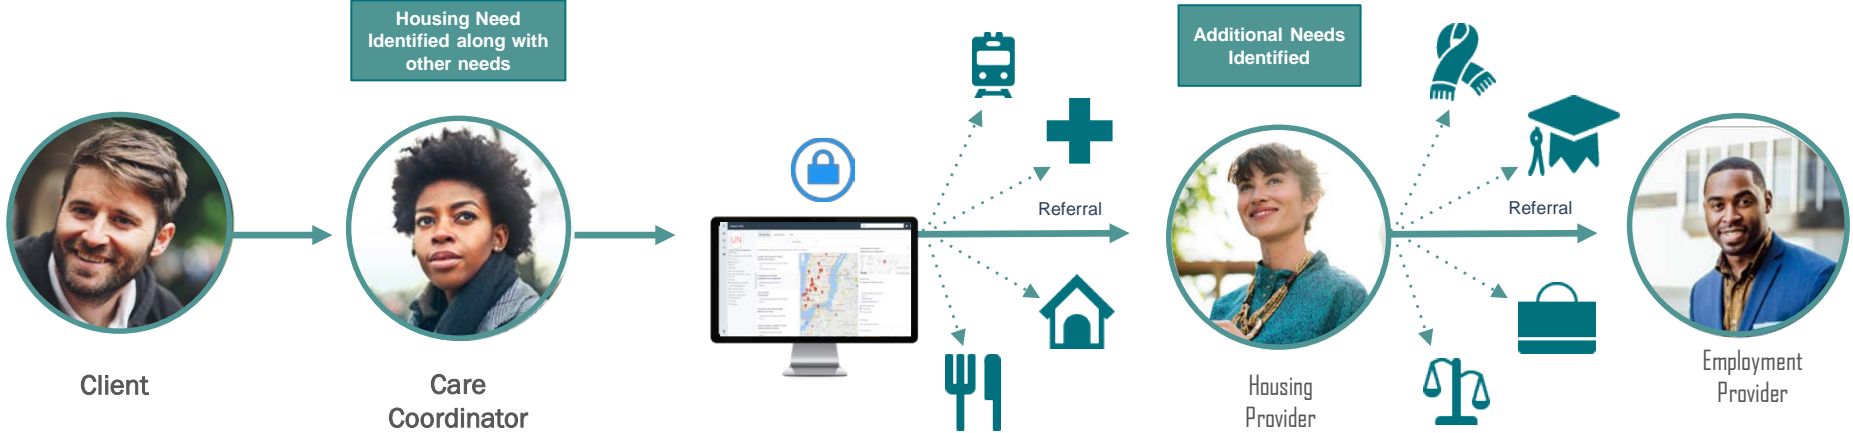 Housing Need
Identified along with
other needs
Additional Needs
Identified
UN
Referral
Referral
Client
Care
Coordinator
Housing
Provider
Employment
Provider